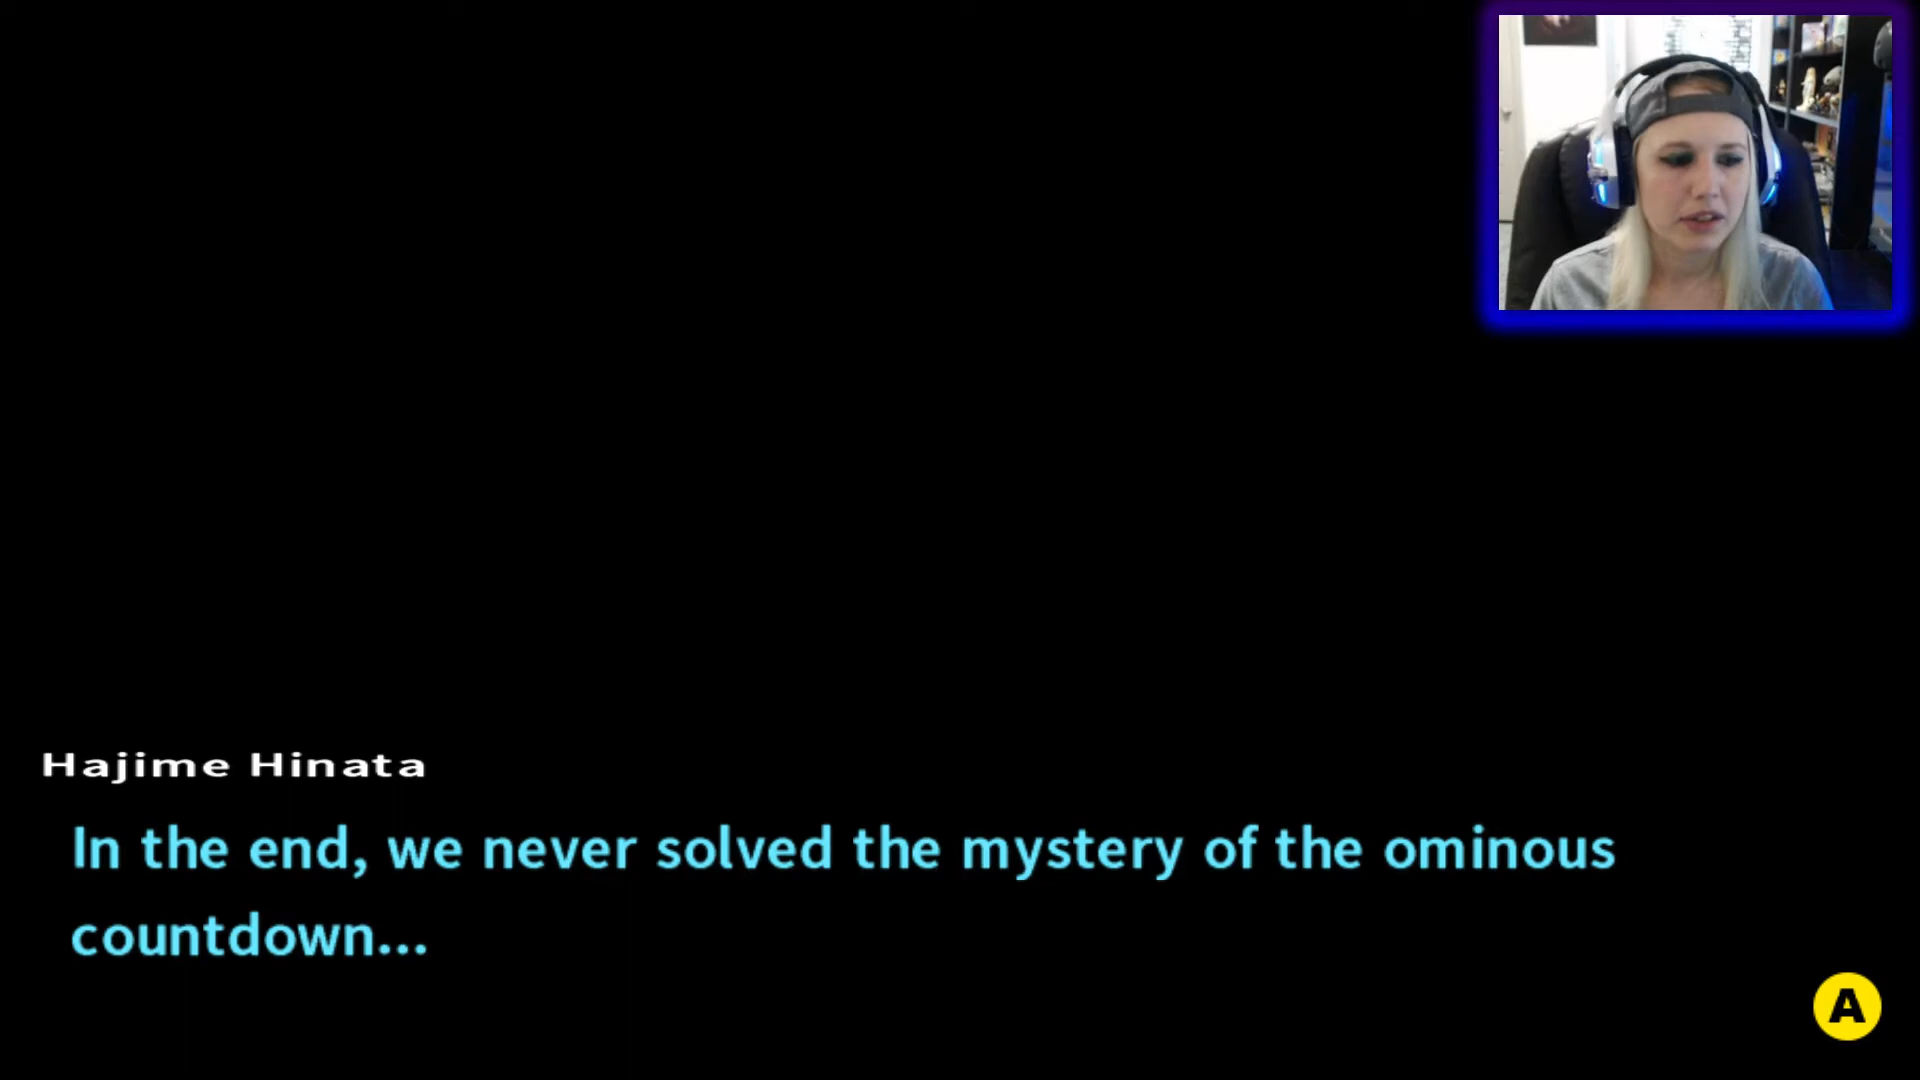 Hajime Hinata
In the end, we never solved the mystery of the ominous
countdown...
A